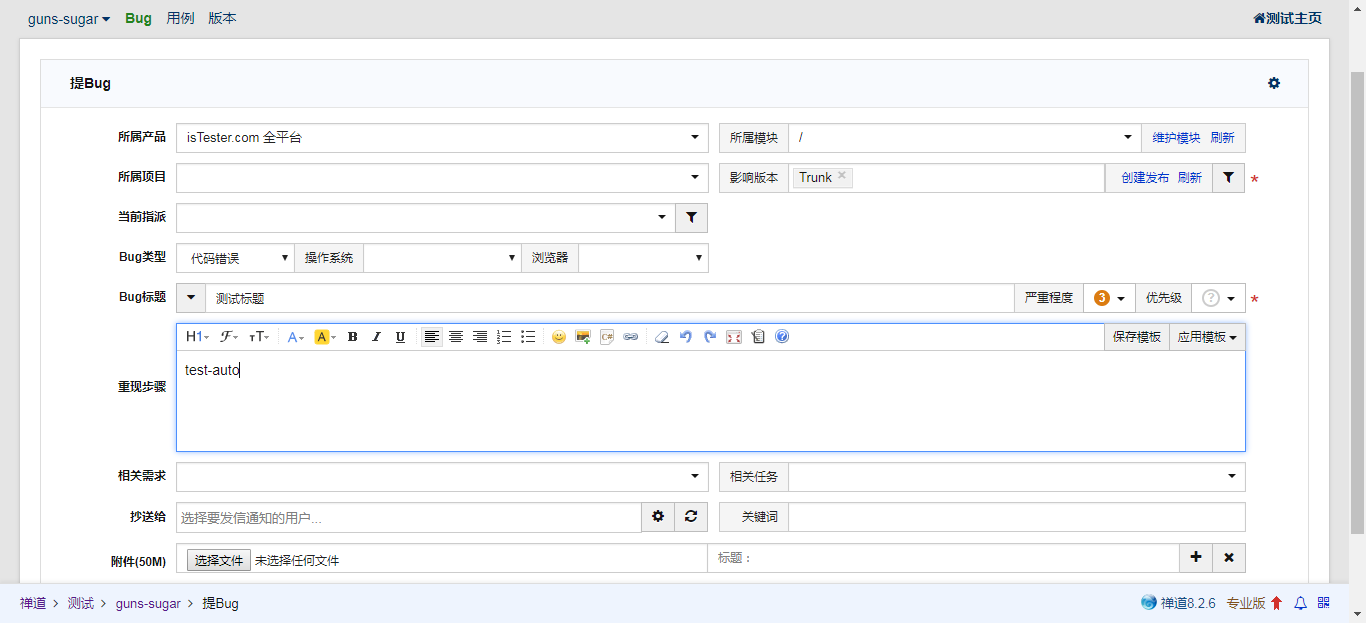 guns-sugar Bug 用例 版本 测试主页
提Bug
所属产品 isTester.com 全平台 所属模块 / 维护模块 刷新
所属项目 影响版本 Trunk × 创建发布 刷新 *
当前指派
Bug类型 代码错误 操作系统 浏览器
Bug标题 测试标题 严重程度 3 优先级 ? *
H1 F тT A A B I U C# ? 保存模板 应用模板
重现步骤 test-auto
相关需求 相关任务
抄送给 选择要发信通知的用户... 关键词
附件(50M) 选择文件 未选择任何文件 标题：
禅道 测试 guns-sugar 提Bug 禅道8.2.6 专业版